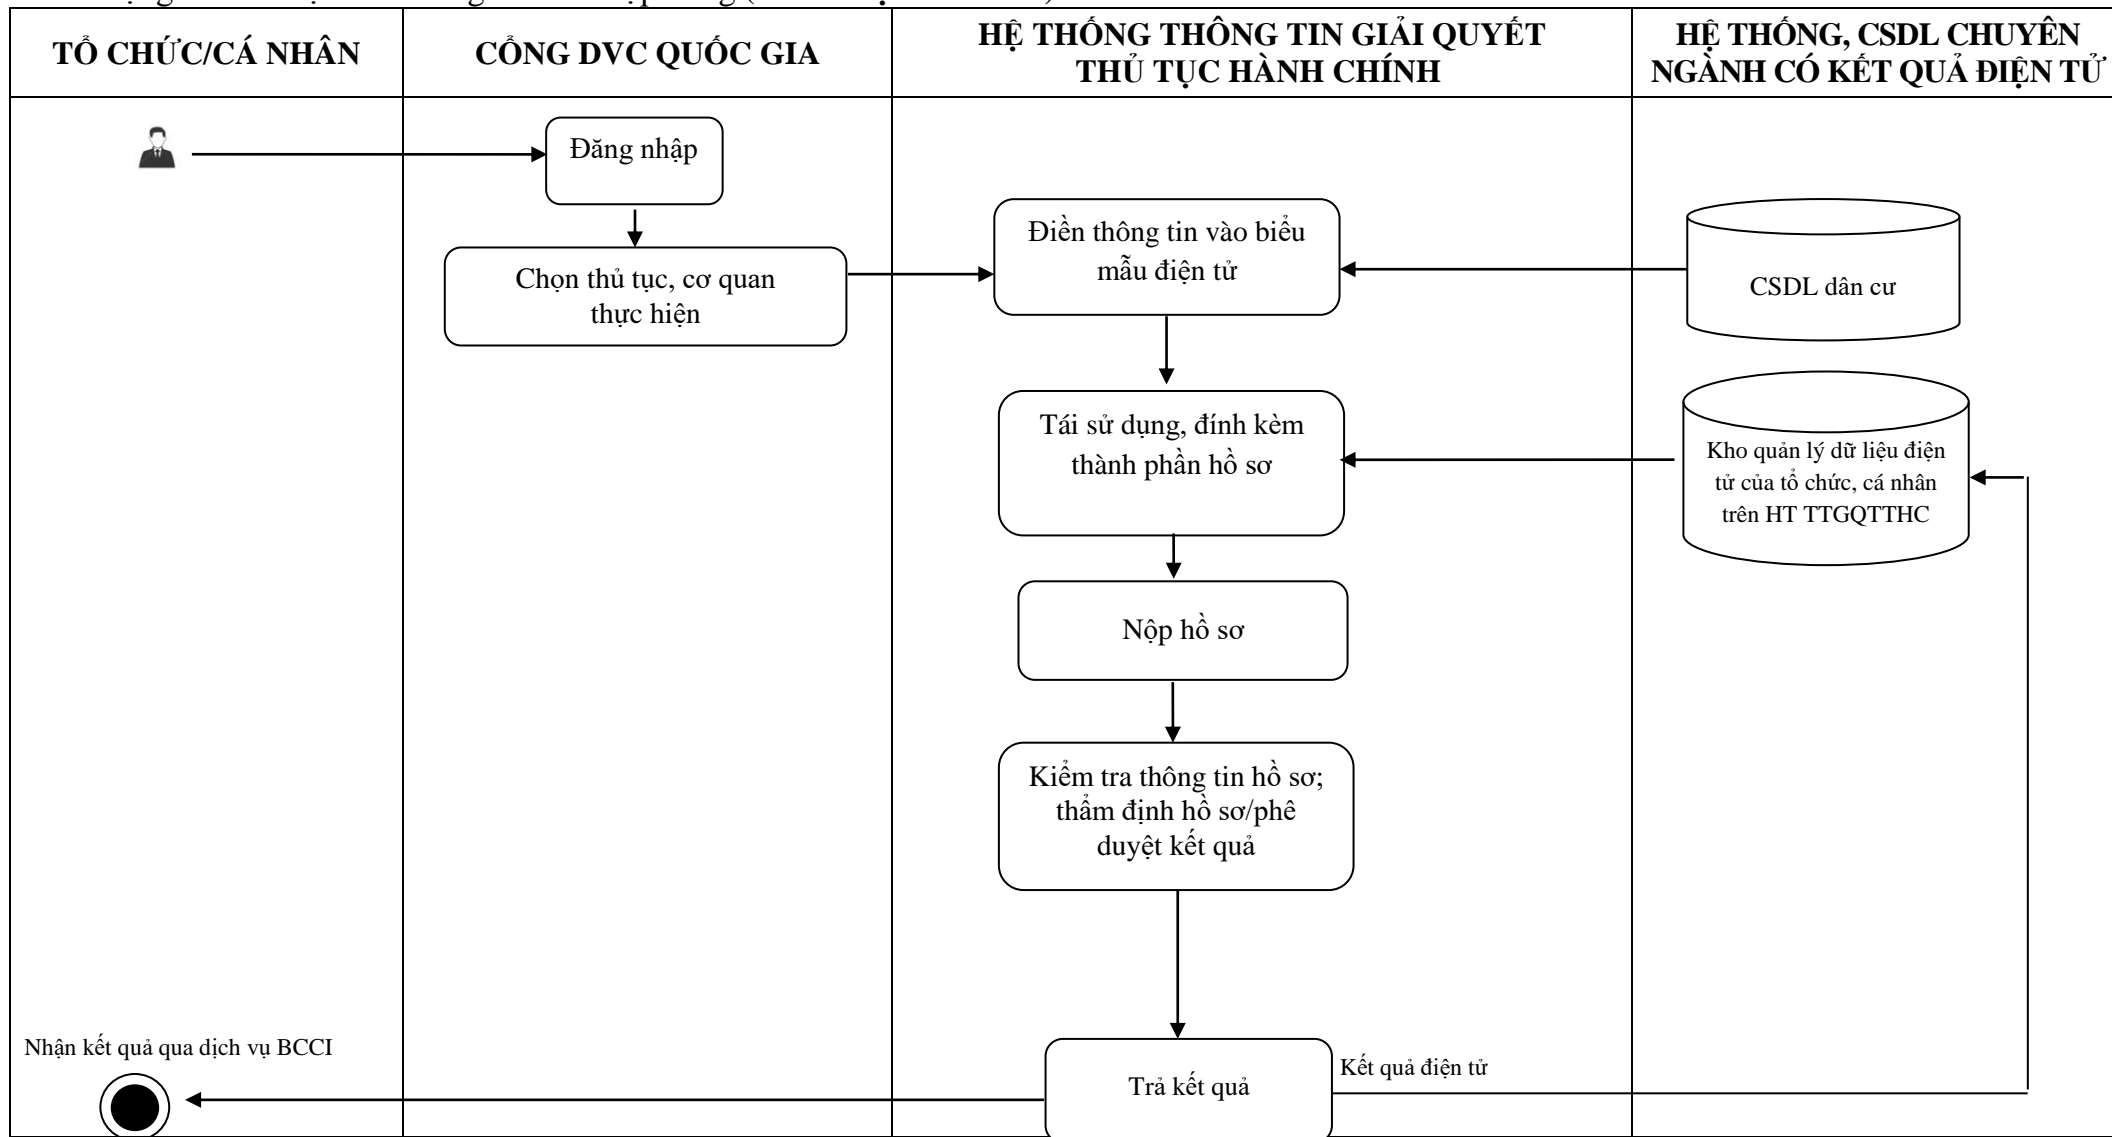 TỔ CHỨC/CÁ NHÂN
CỔNG DVC QUỐC GIA
HỆ THỐNG THÔNG TIN GIẢI QUYẾT
THỦ TỤC HÀNH CHÍNH
HỆ THỐNG, CSDL CHUYÊN
NGÀNH CÓ KẾT QUẢ ĐIỆN TỬ
Đăng nhập
Chọn thủ tục, cơ quan
thực hiện
Điền thông tin vào biểu
mẫu điện tử
CSDL dân cư
Tái sử dụng, đính kèm
thành phần hồ sơ
Kho quản lý dữ liệu điện
tử của tổ chức, cá nhân
trên HT TTGQTTHC
Nộp hồ sơ
Kiểm tra thông tin hồ sơ;
thẩm định hồ sơ/phê
duyệt kết quả
Nhận kết quả qua dịch vụ BCCI
Trả kết quả
Kết quả điện tử